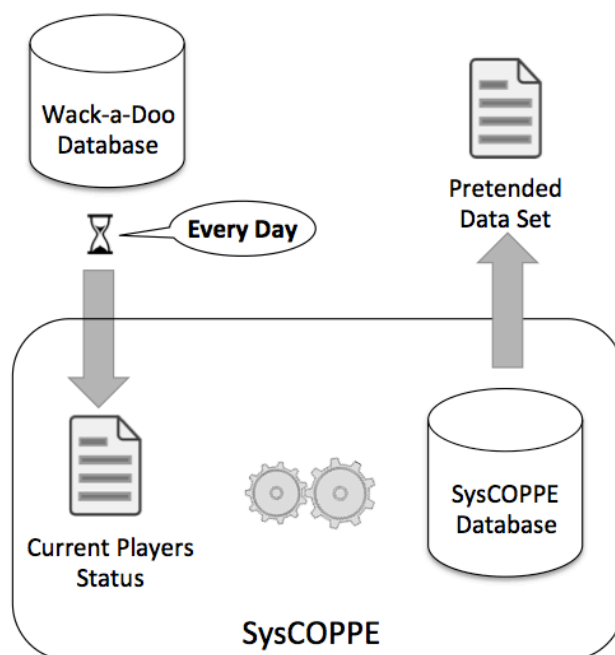 Wack-a-Doo
Database
Every Day
Pretended
Data Set
Current Players
Status
SysCOPPE
Database
SysCOPPE